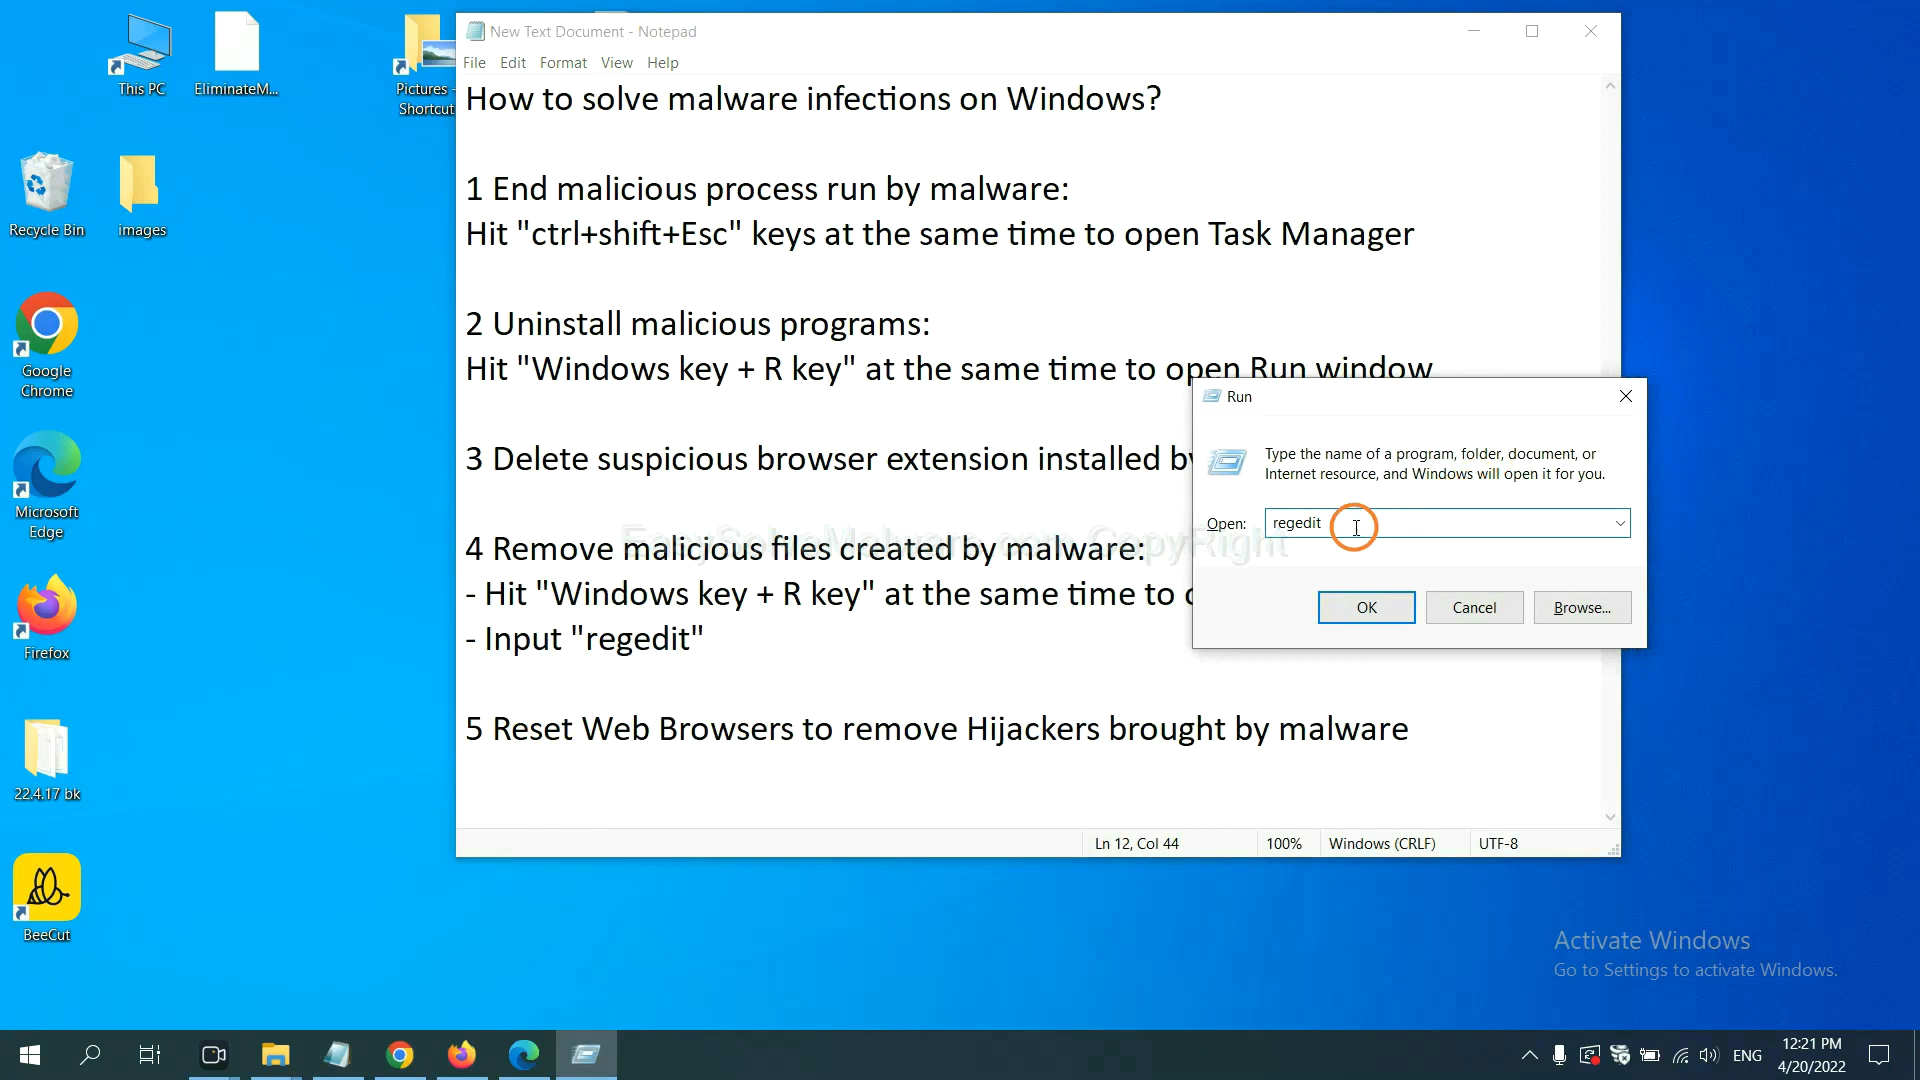 This PC
EliminateM...
Pictures -
Shortcut
Recycle Bin
images
Google
Chrome
Microsoft
Edge
Firefox
22.4.17 bk
BeeCut
New Text Document - Notepad
File Edit Format View Help
How to solve malware infections on Windows?
1 End malicious process run by malware:
Hit "ctrl+shift+Esc" keys at the same time to open Task Manager
2 Uninstall malicious programs:
Hit "Windows key + R key" at the same time to open Run window
3 Delete suspicious browser extension installed by
4 Remove malicious files created by malware:
- Hit "Windows key + R key" at the same time to
- Input "regedit"
5 Reset Web Browsers to remove Hijackers brought by malware
EasySolveMalware.com CopyRight
Ln 12, Col 44 100% Windows (CRLF) UTF-8
Run
Type the name of a program, folder, document, or
Internet resource, and Windows will open it for you.
Open: regedit
OK Cancel Browse...
Activate Windows
Go to Settings to activate Windows.
ENG
12:21 PM
4/20/2022